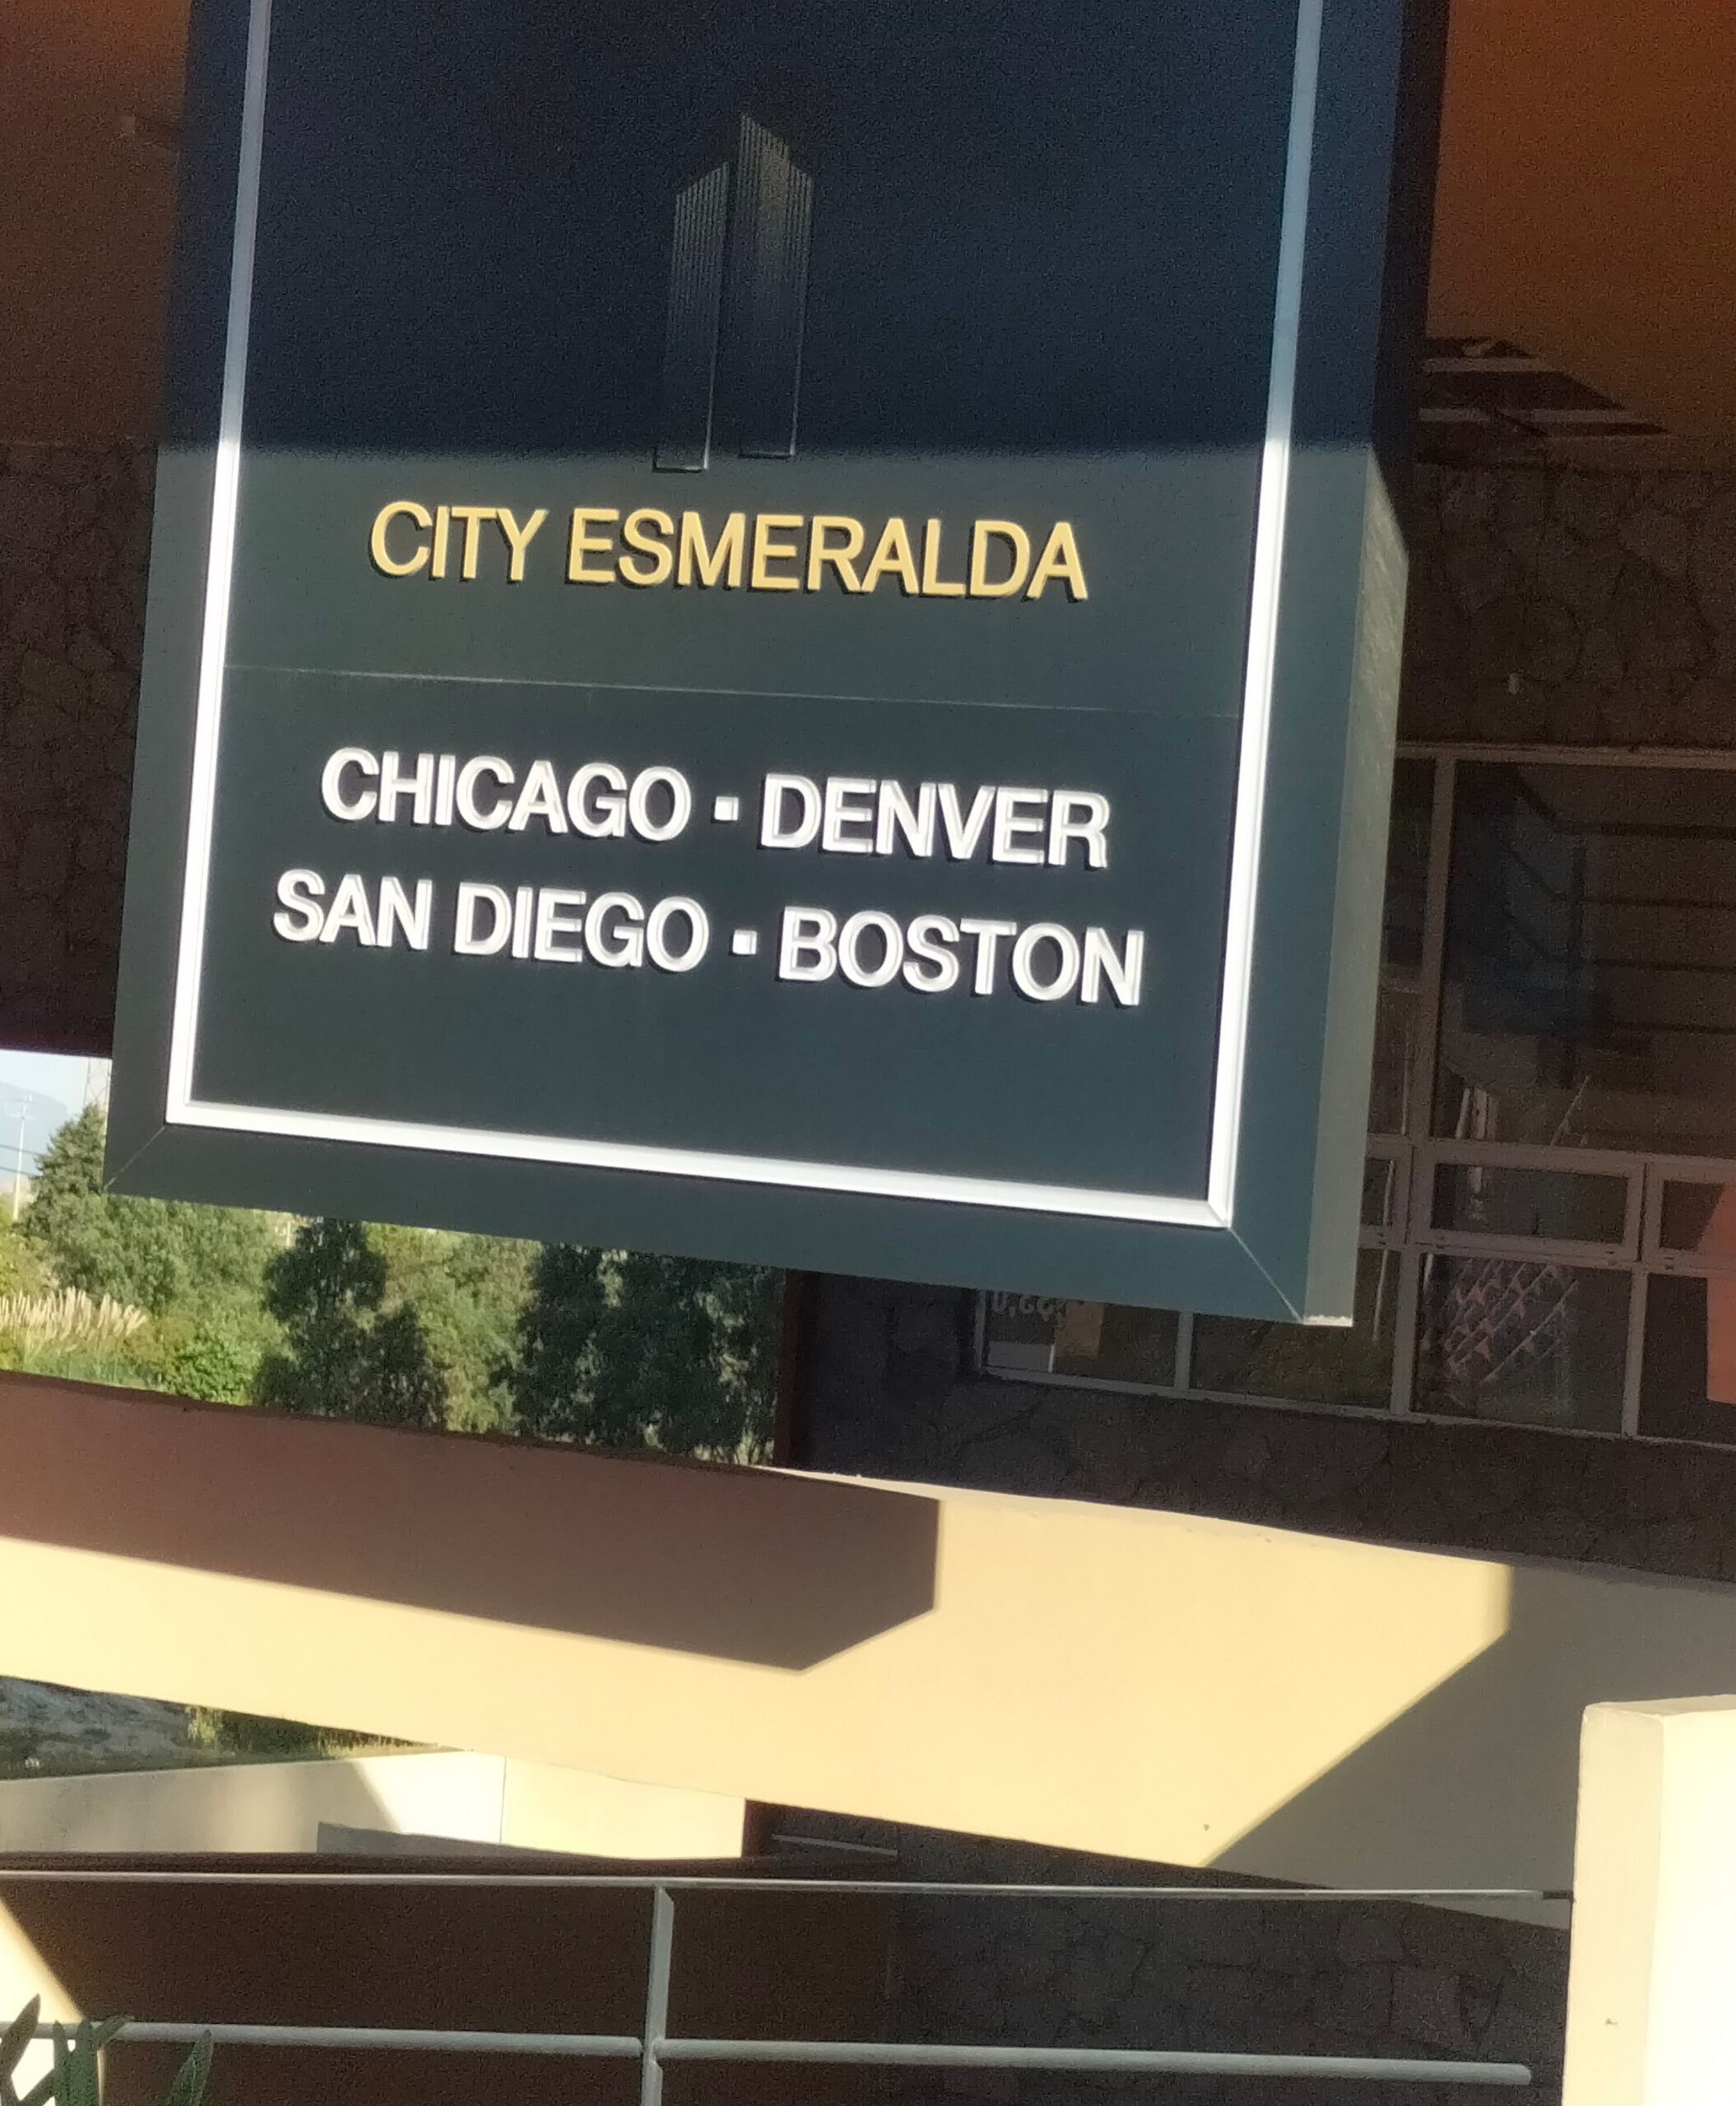 CITY ESMERALDA
CHICAGO ▪ DENVER
SAN DIEGO ▪ BOSTON